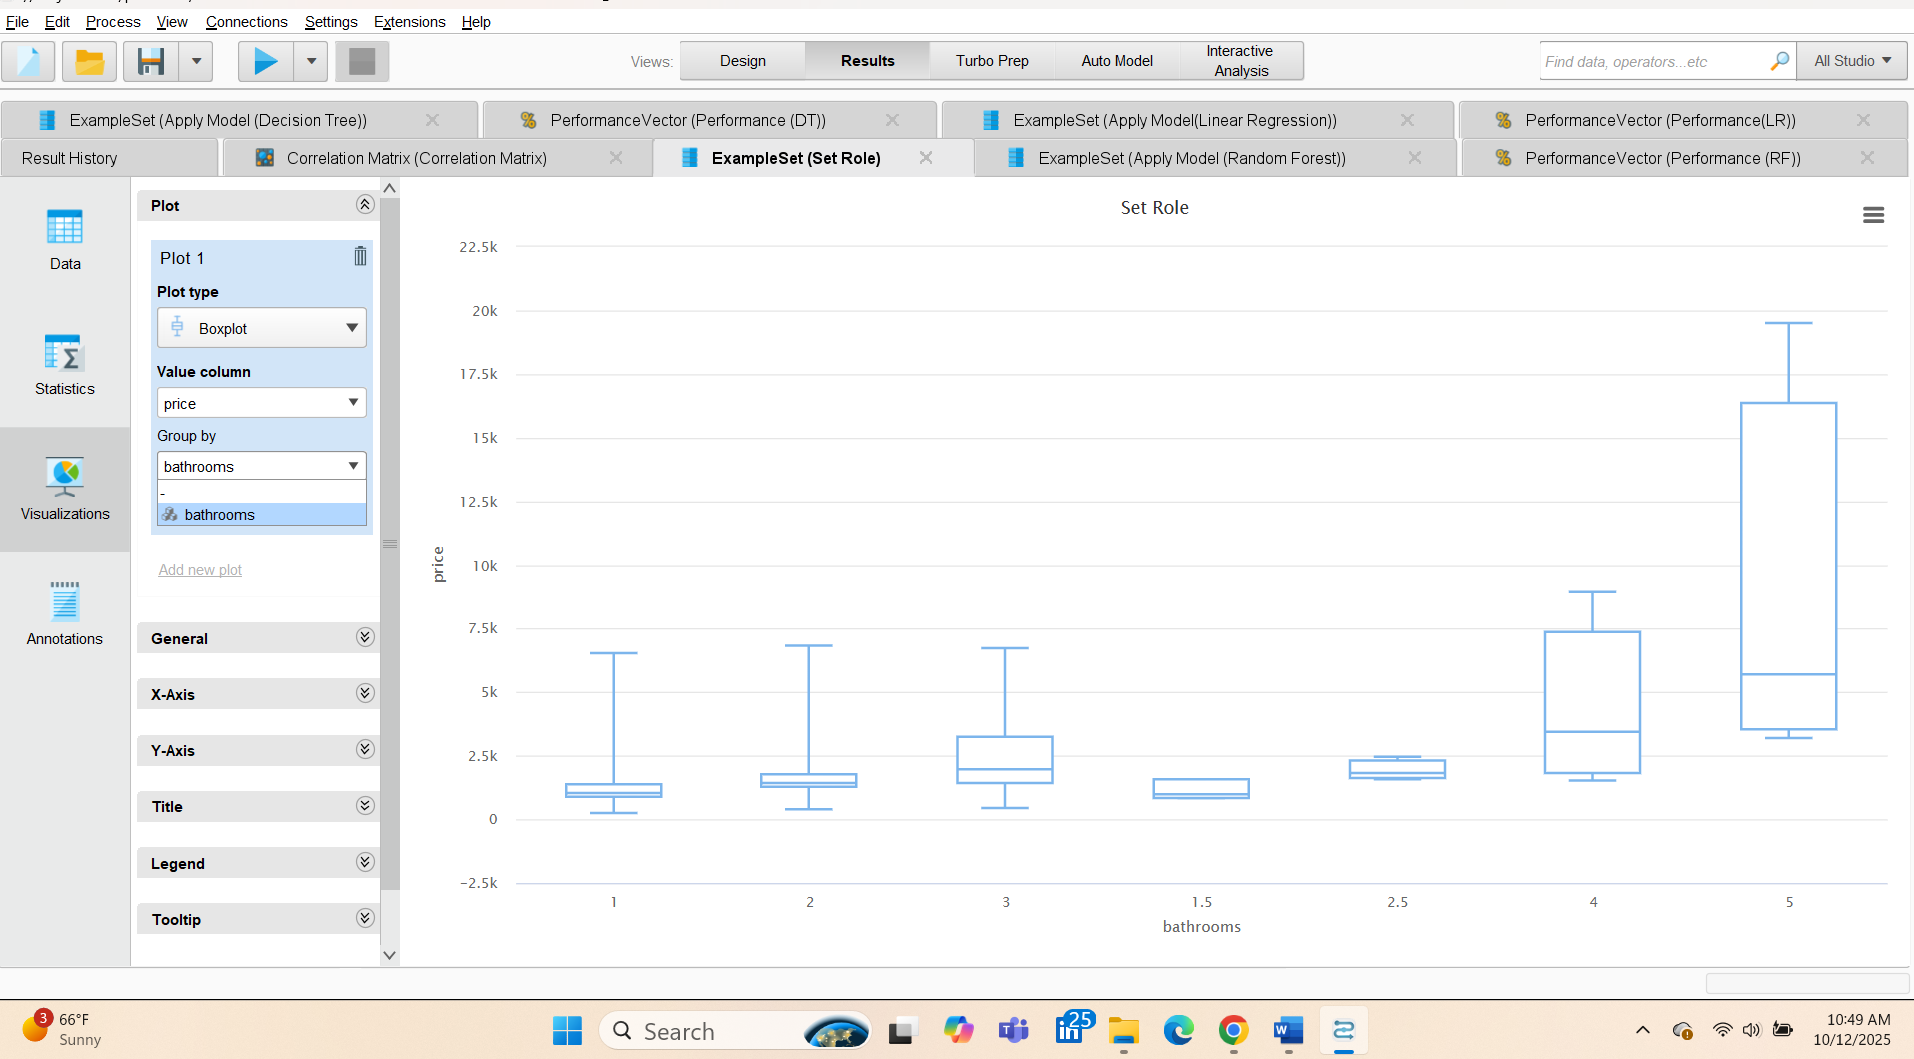 File Edit Process View Connections Settings Extensions Help
Views: Design Results Turbo Prep Auto Model Interactive Analysis
Find data, operators...etc All Studio
ExampleSet (Apply Model (Decision Tree)) PerformanceVector (Performance (DT)) ExampleSet (Apply Model(Linear Regression)) PerformanceVector (Performance(LR))
Result History Correlation Matrix (Correlation Matrix) ExampleSet (Set Role) ExampleSet (Apply Model (Random Forest)) PerformanceVector (Performance (RF))
Data
Statistics
Visualizations
Annotations
Plot
Plot 1
Plot type
Boxplot
Value column
price
Group by
bathrooms
-
bathrooms
Add new plot
General
X-Axis
Y-Axis
Title
Legend
Tooltip
Set Role
22.5k
20k
17.5k
15k
12.5k
10k
7.5k
5k
2.5k
0
−2.5k
price
1 2 3 1.5 2.5 4 5
bathrooms
3
66°F
Sunny
Search
25
10:49 AM
10/12/2025